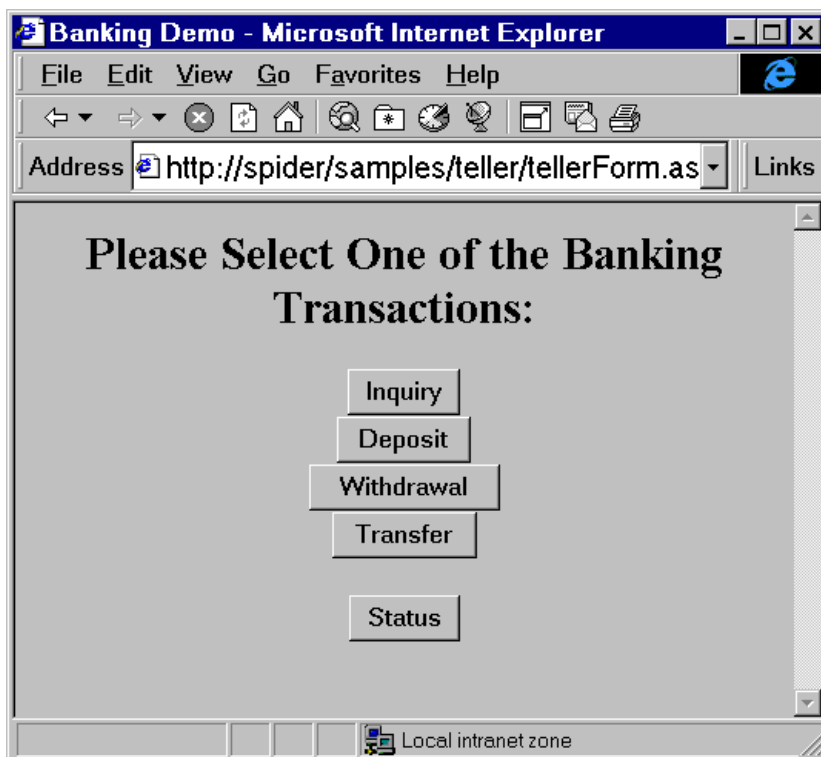 Banking Demo - Microsoft Internet Explorer
File Edit View Go Favorites Help
Address http://spider/samples/teller/tellerForm.as Links
Please Select One of the Banking
Transactions:
Inquiry
Deposit
Withdrawal
Transfer
Status
Local intranet zone